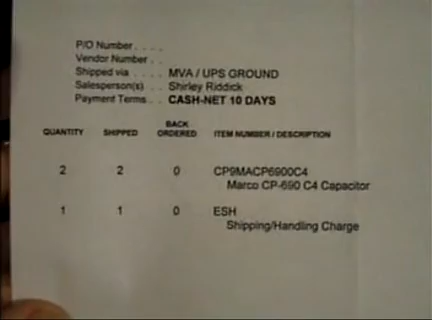 P/O Number . . . .
Vendor Number . .
Shipped via . . . . MVA / UPS GROUND
Salesperson(s) . . Shirley Riddick
Payment Terms . . CASH-NET 10 DAYS
QUANTITY SHIPPED BACK ORDERED ITEM NUMBER / DESCRIPTION
2 2 0 CP9MACP6900C4
Marco CP-690 C4 Capacitor
1 1 0 ESH
Shipping/Handling Charge